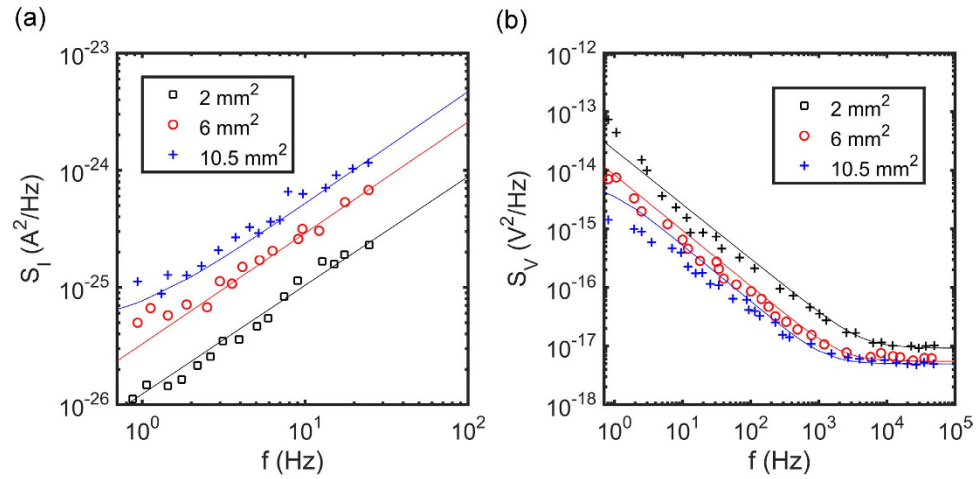 (a)
10^-23
10^-24
10^-25
10^-26
S_I (A^2/Hz)
2 mm^2
6 mm^2
10.5 mm^2
10^0
10^1
10^2
f (Hz)
(b)
10^-12
10^-13
10^-14
10^-15
10^-16
10^-17
10^-18
S_V (V^2/Hz)
2 mm^2
6 mm^2
10.5 mm^2
10^0
10^1
10^2
10^3
10^4
10^5
f (Hz)